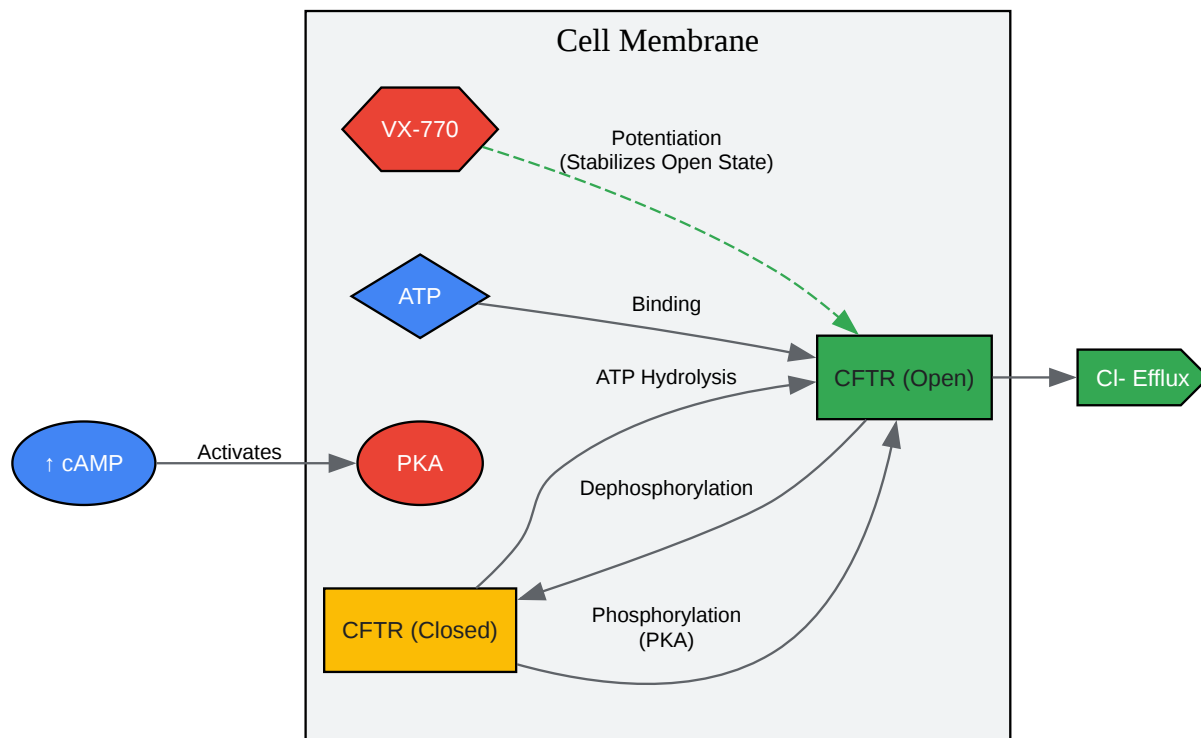 Cell Membrane
VX-770
Potentiation
(Stabilizes Open State)
ATP
Binding
ATP Hydrolysis
CFTR (Open)
Cl- Efflux
↑ cAMP
Activates
PKA
Dephosphorylation
CFTR (Closed)
Phosphorylation
(PKA)